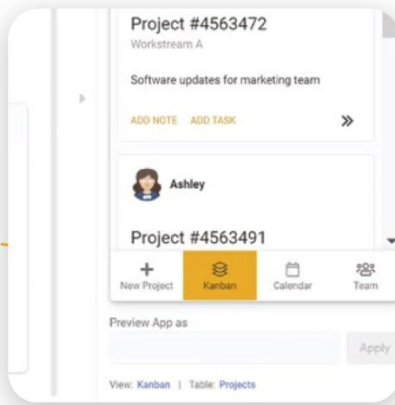 Project #4563472
Workstream A
Software updates for marketing team
ADD NOTE ADD TASK
Ashley
Project #4563491
New Project Kanban Calendar Team
Preview App as
Apply
View: Kanban | Table: Projects